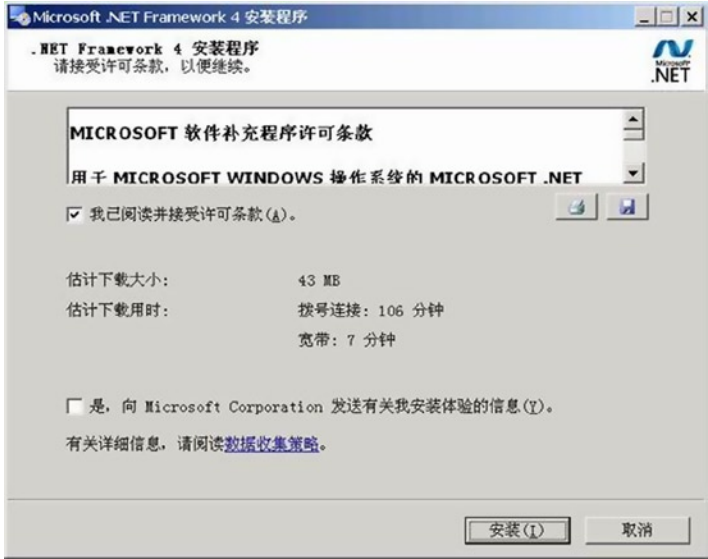 Microsoft .NET Framework 4 安装程序
.NET Framework 4 安装程序
请接受许可条款，以便继续。
Microsoft®
.NET
MICROSOFT 软件补充程序许可条款
用于 MICROSOFT WINDOWS 操作系统的 MICROSOFT .NET
我已阅读并接受许可条款(A)。
估计下载大小： 43 MB
估计下载用时： 拨号连接：106 分钟
宽带：7 分钟
是，向 Microsoft Corporation 发送有关我安装体验的信息(Y)。
有关详细信息，请阅读数据收集策略。
安装(I) 取消